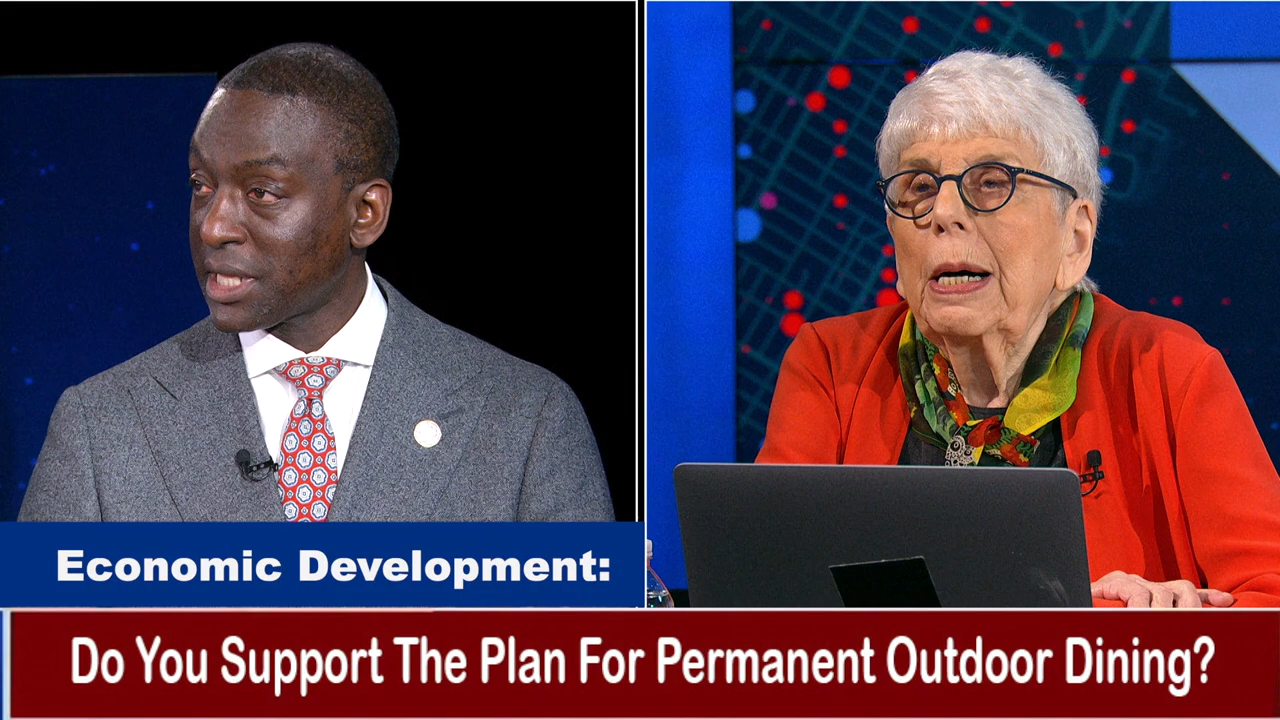 Economic Development:
Do You Support The Plan For Permanent Outdoor Dining?